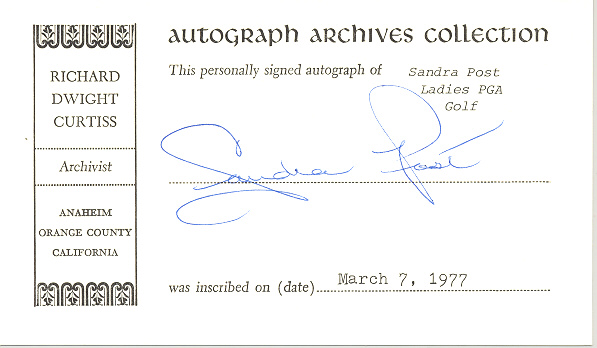 AUTOGRAPH ARCHIVES COLLECTION
RICHARD
DWIGHT
CURTISS
Archivist
ANAHEIM
ORANGE COUNTY
CALIFORNIA
This personally signed autograph of Sandra Post
Ladies PGA
Golf
Sandra Post
was inscribed on (date) March 7, 1977